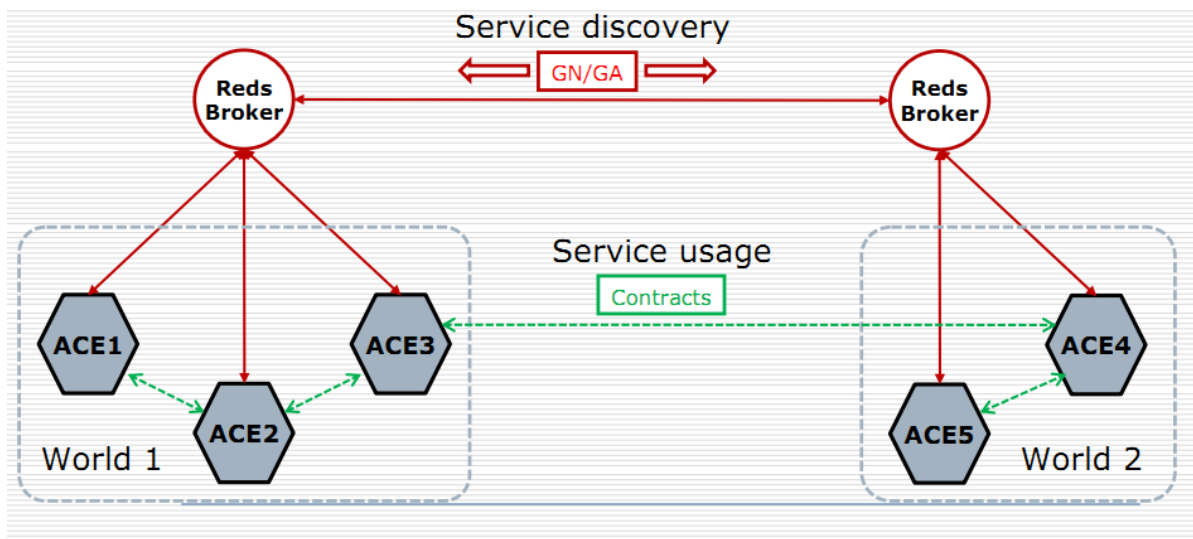 Service discovery
GN/GA
Reds
Broker
Reds
Broker
Service usage
Contracts
ACE1
ACE3
ACE4
ACE2
ACE5
World 1
World 2